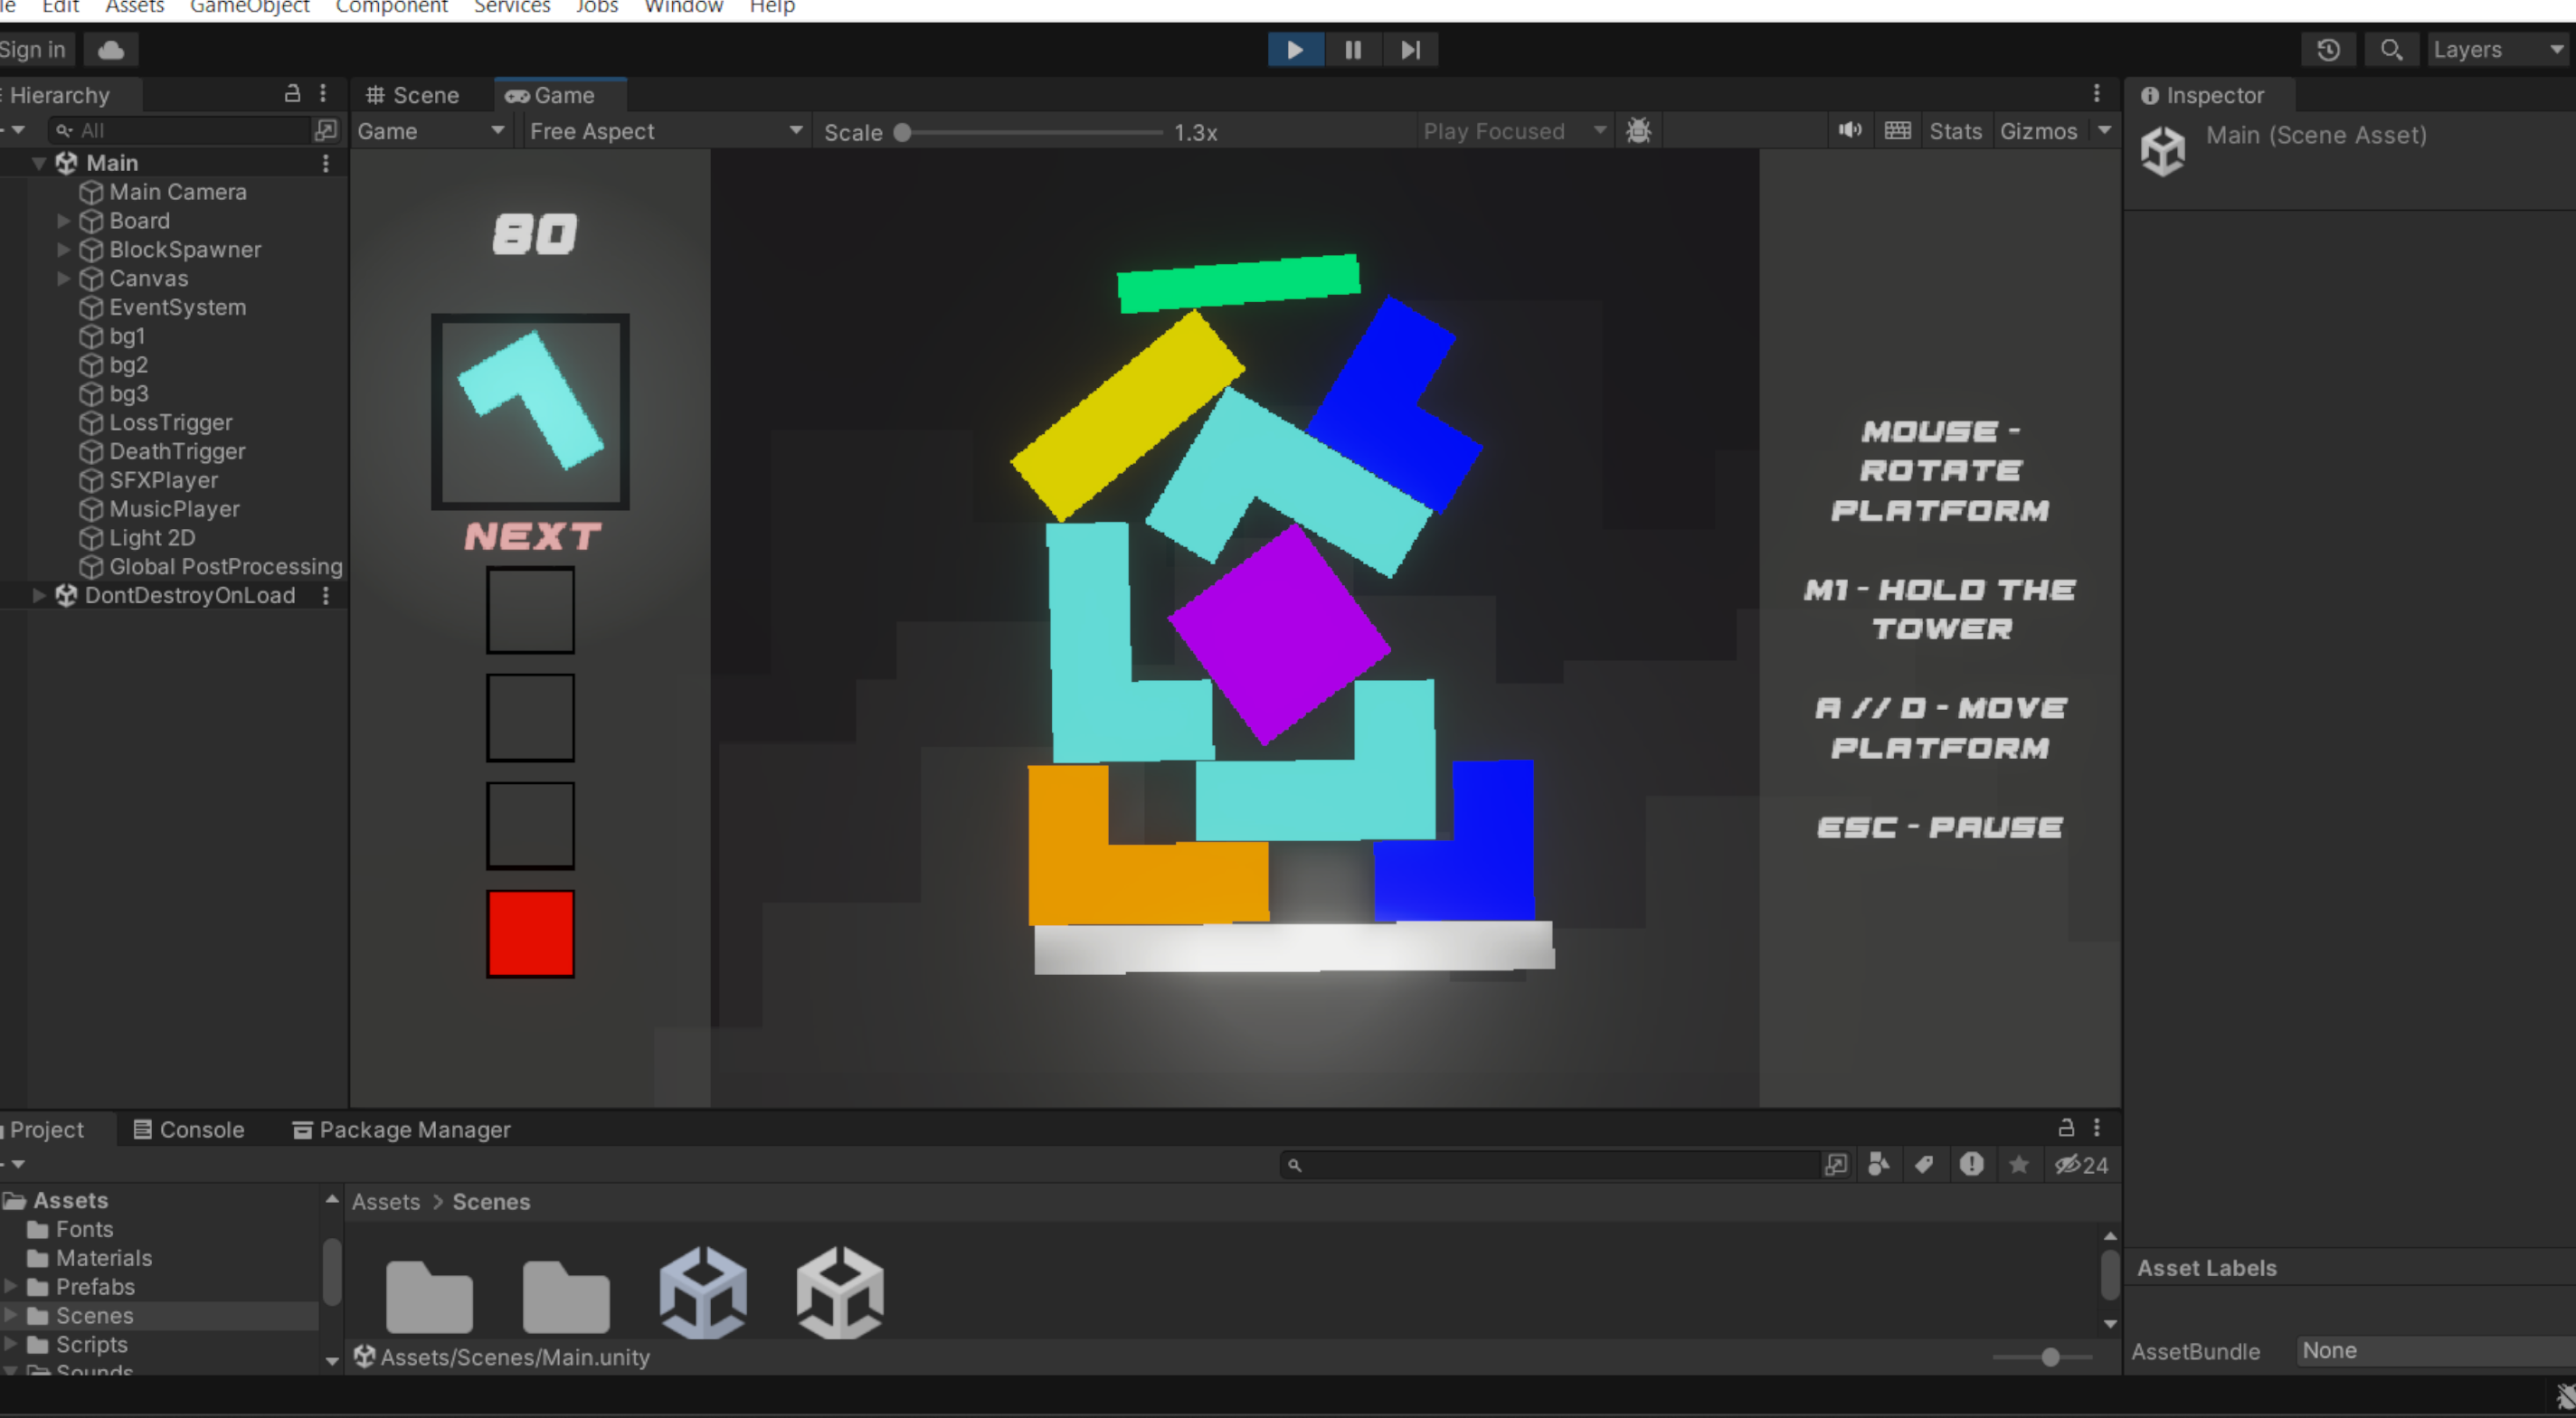 Edit Assets GameObject Component Services Jobs Window Help
Sign in
Layers
Hierarchy
Scene Game
Inspector
All
Game Free Aspect Scale 1.3x Play Focused Stats Gizmos
Main (Scene Asset)
Main
Main Camera
Board
BlockSpawner
Canvas
EventSystem
bg1
bg2
bg3
LossTrigger
DeathTrigger
SFXPlayer
MusicPlayer
Light 2D
Global PostProcessing
DontDestroyOnLoad
80
NEXT
MOUSE -
ROTATE
PLATFORM
M1 - HOLD THE
TOWER
A // D - MOVE
PLATFORM
ESC - PAUSE
Project Console Package Manager
24
Assets
Fonts
Materials
Prefabs
Scenes
Scripts
Sounds
Assets > Scenes
Assets/Scenes/Main.unity
Asset Labels
AssetBundle None